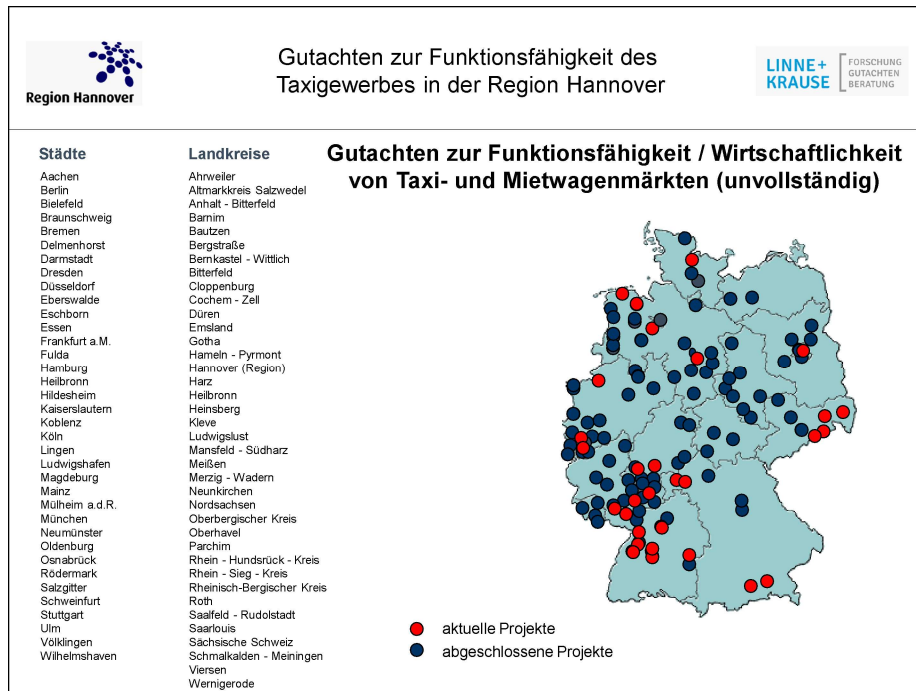 Region Hannover
Gutachten zur Funktionsfähigkeit des
Taxigewerbes in der Region Hannover
LINNE+
KRAUSE
FORSCHUNG
GUTACHTEN
BERATUNG
Gutachten zur Funktionsfähigkeit / Wirtschaftlichkeit
von Taxi- und Mietwagenmärkten (unvollständig)
Städte
Aachen
Berlin
Bielefeld
Braunschweig
Bremen
Delmenhorst
Darmstadt
Dresden
Düsseldorf
Eberswalde
Eschborn
Essen
Frankfurt a.M.
Fulda
Hamburg
Heilbronn
Hildesheim
Kaiserslautern
Koblenz
Köln
Lingen
Ludwigshafen
Magdeburg
Mainz
Mülheim a.d.R.
München
Neumünster
Oldenburg
Osnabrück
Rödermark
Salzgitter
Schweinfurt
Stuttgart
Ulm
Völklingen
Wilhelmshaven
Landkreise
Ahrweiler
Altmarkkreis Salzwedel
Anhalt - Bitterfeld
Barnim
Bautzen
Bergstraße
Bernkastel - Wittlich
Bitterfeld
Cloppenburg
Cochem - Zell
Düren
Emsland
Gotha
Hameln - Pyrmont
Hannover (Region)
Harz
Heilbronn
Heinsberg
Kleve
Ludwigslust
Mansfeld - Südharz
Meißen
Merzig - Wadern
Neunkirchen
Nordsachsen
Oberbergischer Kreis
Oberhavel
Parchim
Rhein - Hundsrück - Kreis
Rhein - Sieg - Kreis
Rheinisch-Bergischer Kreis
Roth
Saalfeld - Rudolstadt
Saarlouis
Sächsische Schweiz
Schmalkalden - Meiningen
Viersen
Wernigerode
aktuelle Projekte
abgeschlossene Projekte